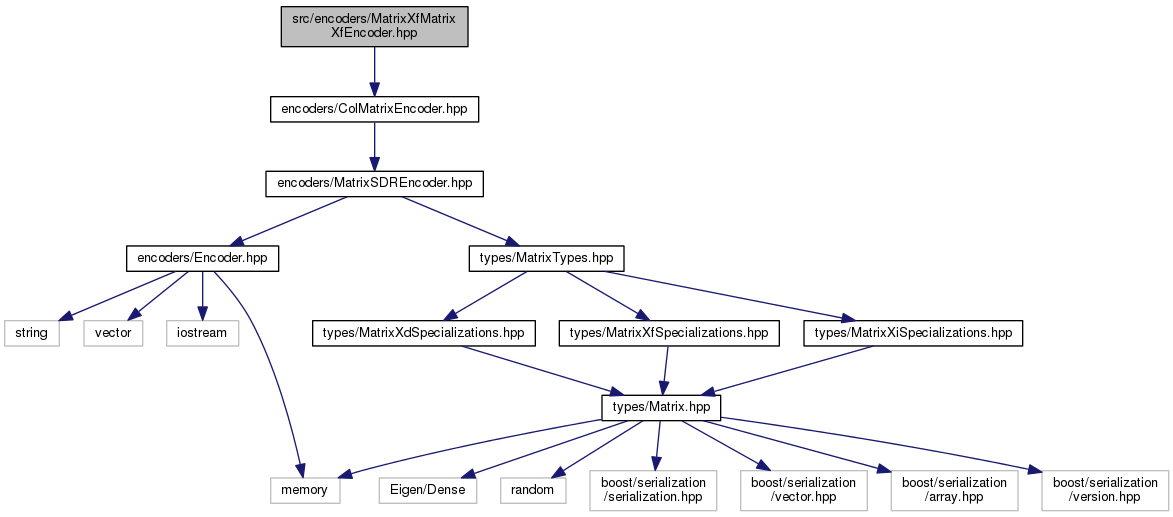 src/encoders/MatrixXfMatrix
XfEncoder.hpp
encoders/ColMatrixEncoder.hpp
encoders/MatrixSDREncoder.hpp
encoders/Encoder.hpp
types/MatrixTypes.hpp
string
vector
iostream
types/MatrixXdSpecializations.hpp
types/MatrixXfSpecializations.hpp
types/MatrixXiSpecializations.hpp
types/Matrix.hpp
memory
Eigen/Dense
random
boost/serialization
/serialization.hpp
boost/serialization
/vector.hpp
boost/serialization
/array.hpp
boost/serialization
/version.hpp